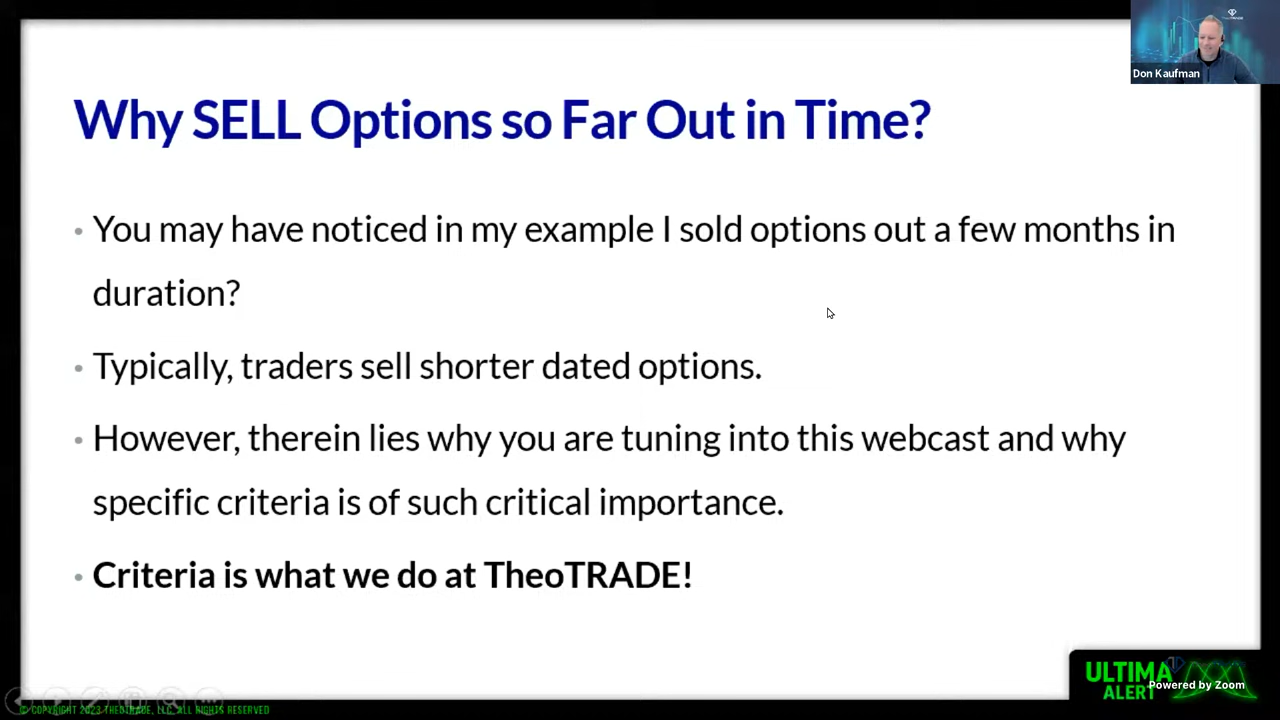 Don Kaufman
Why SELL Options so Far Out in Time?
• You may have noticed in my example I sold options out a few months in
duration?
• Typically, traders sell shorter dated options.
• However, therein lies why you are tuning into this webcast and why
specific criteria is of such critical importance.
• Criteria is what we do at TheoTRADE!
ULTIMA
ALERT
Powered by Zoom
© COPYRIGHT 2023 THEOTRADE, LLC. ALL RIGHTS RESERVED